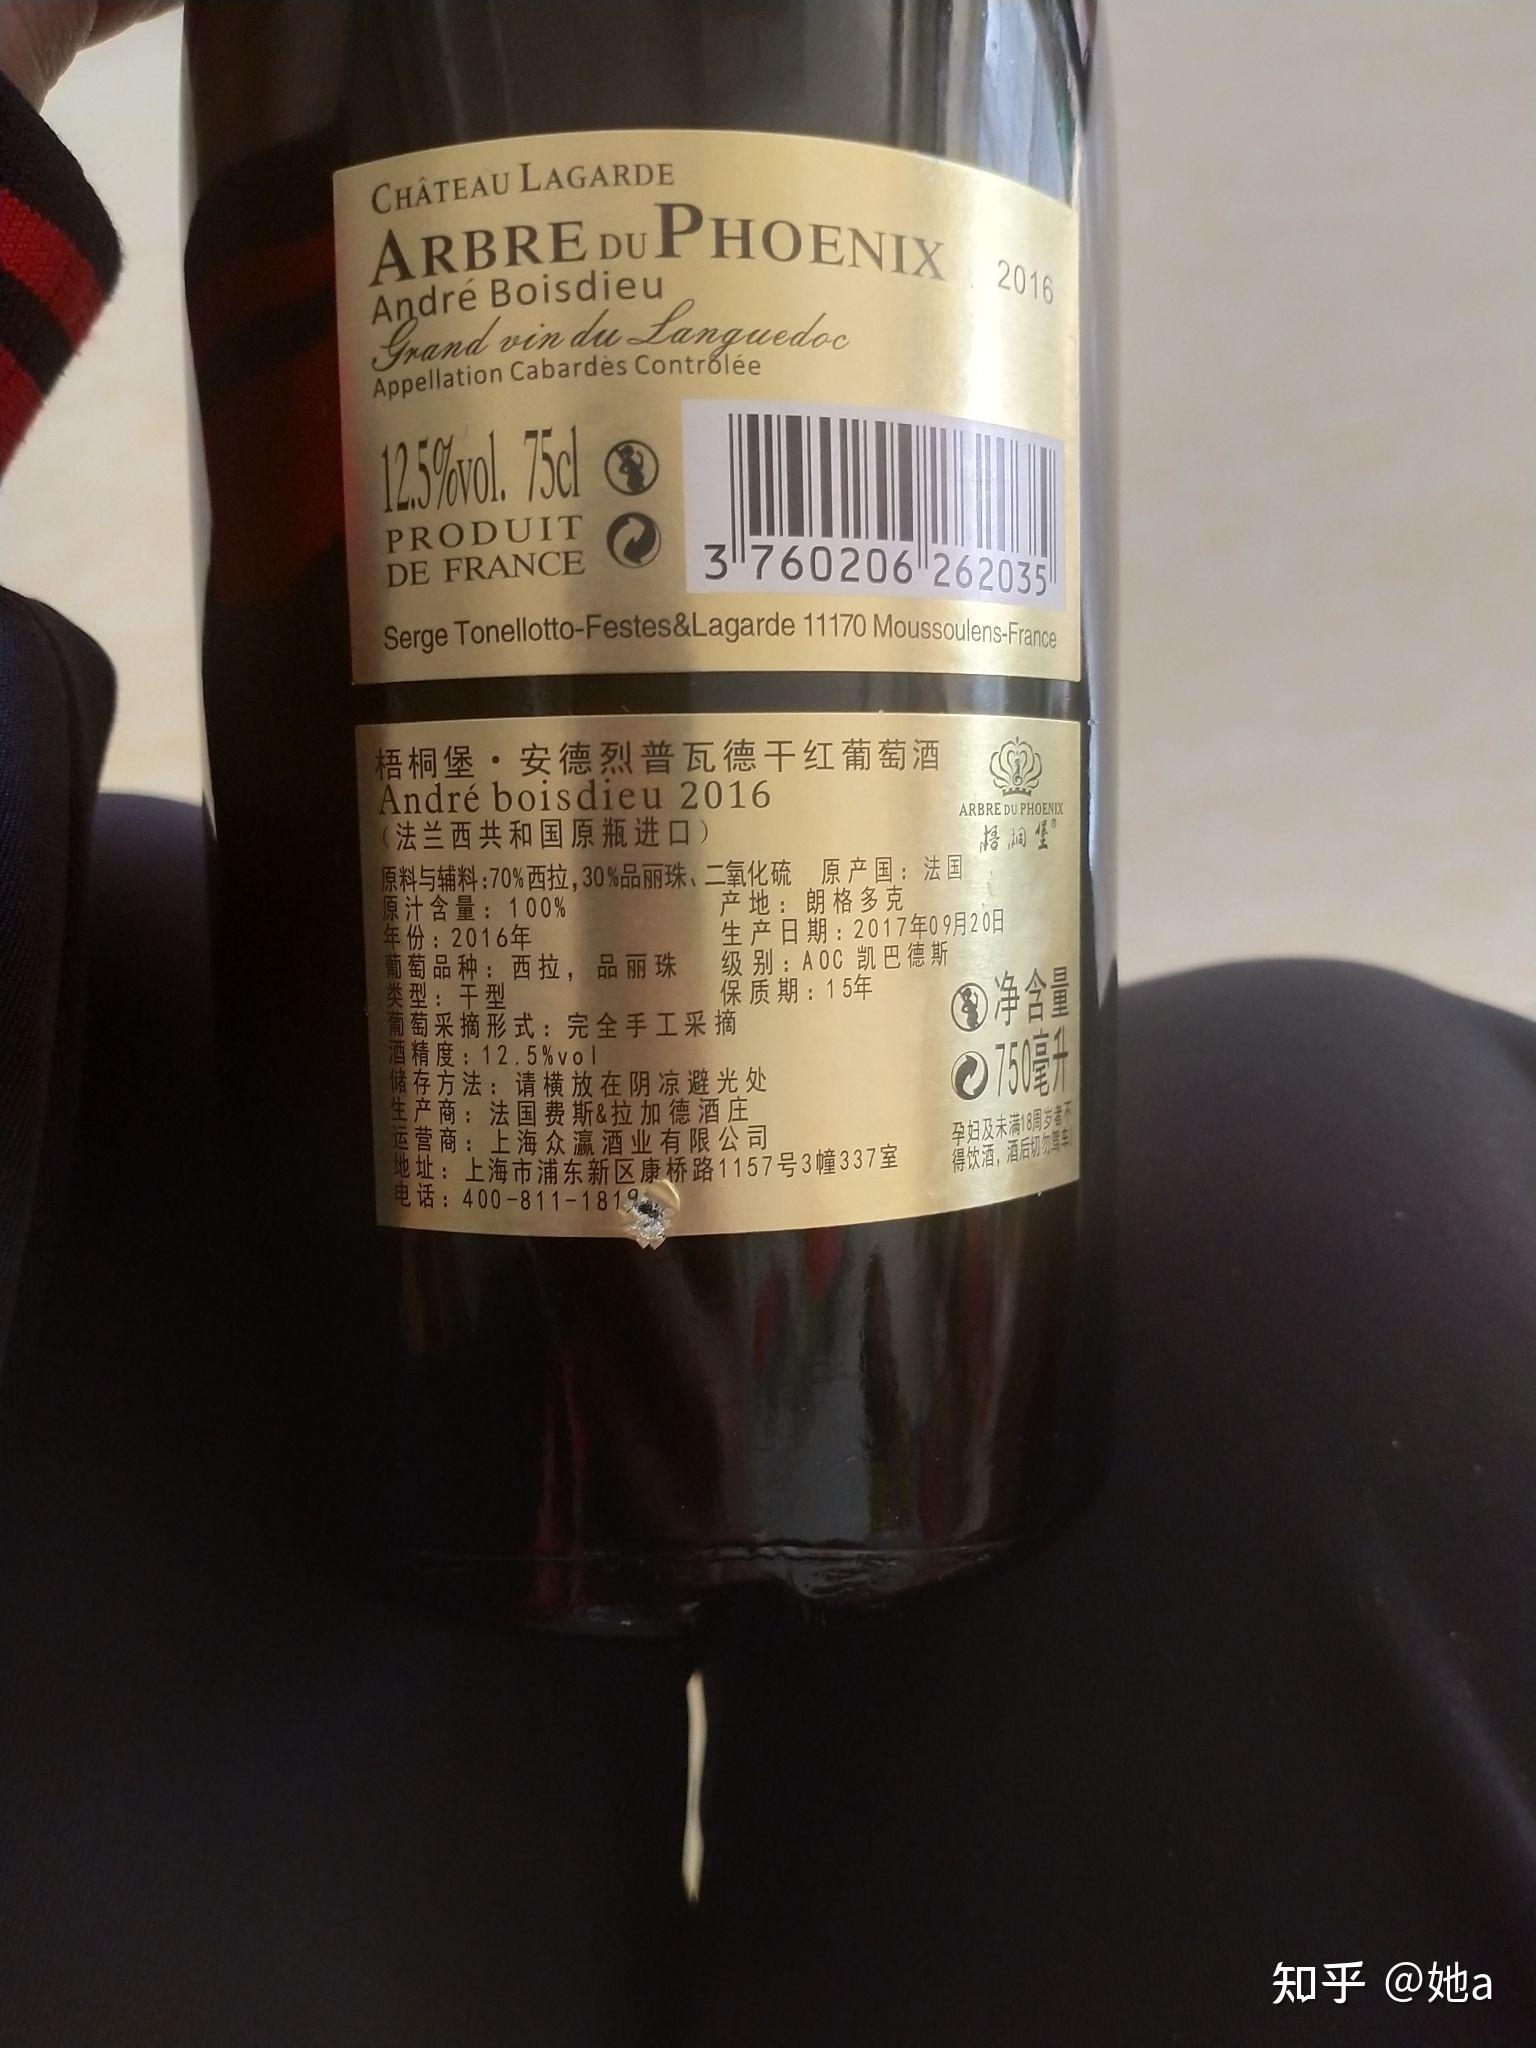 CHÂTEAU LAGARDE
ARBRE DU PHOENIX 2016
André Boisdieu
Grand vin du Languedoc
Appellation Cabardès Contrôlée
12.5%vol. 75cl
PRODUIT
DE FRANCE
3 760206 262035
Serge Tonellotto-Festes&Lagarde 11170 Moussoulens-France
梧桐堡·安德烈普瓦德干红葡萄酒
André boisdieu 2016
(法兰西共和国原瓶进口)
ARBRE DU PHOENIX
梧桐堡®
原料与辅料:70%西拉,30%品丽珠、二氧化硫 原产国:法国
原汁含量:100% 产地:朗格多克
年份:2016年 生产日期:2017年09月20日
葡萄品种:西拉,品丽珠 级别:AOC 凯巴德斯
类型:干型 保质期:15年
葡萄采摘形式:完全手工采摘
酒精度:12.5%vol
储存方法:请横放在阴凉避光处
生产商:法国费斯&拉加德酒庄
运营商:上海众瀛酒业有限公司
地址:上海市浦东新区康桥路1157号3幢337室
电话:400-811-181
净含量
750毫升
孕妇及未满18周岁者不
得饮酒,酒后切勿驾车
知乎 @她a